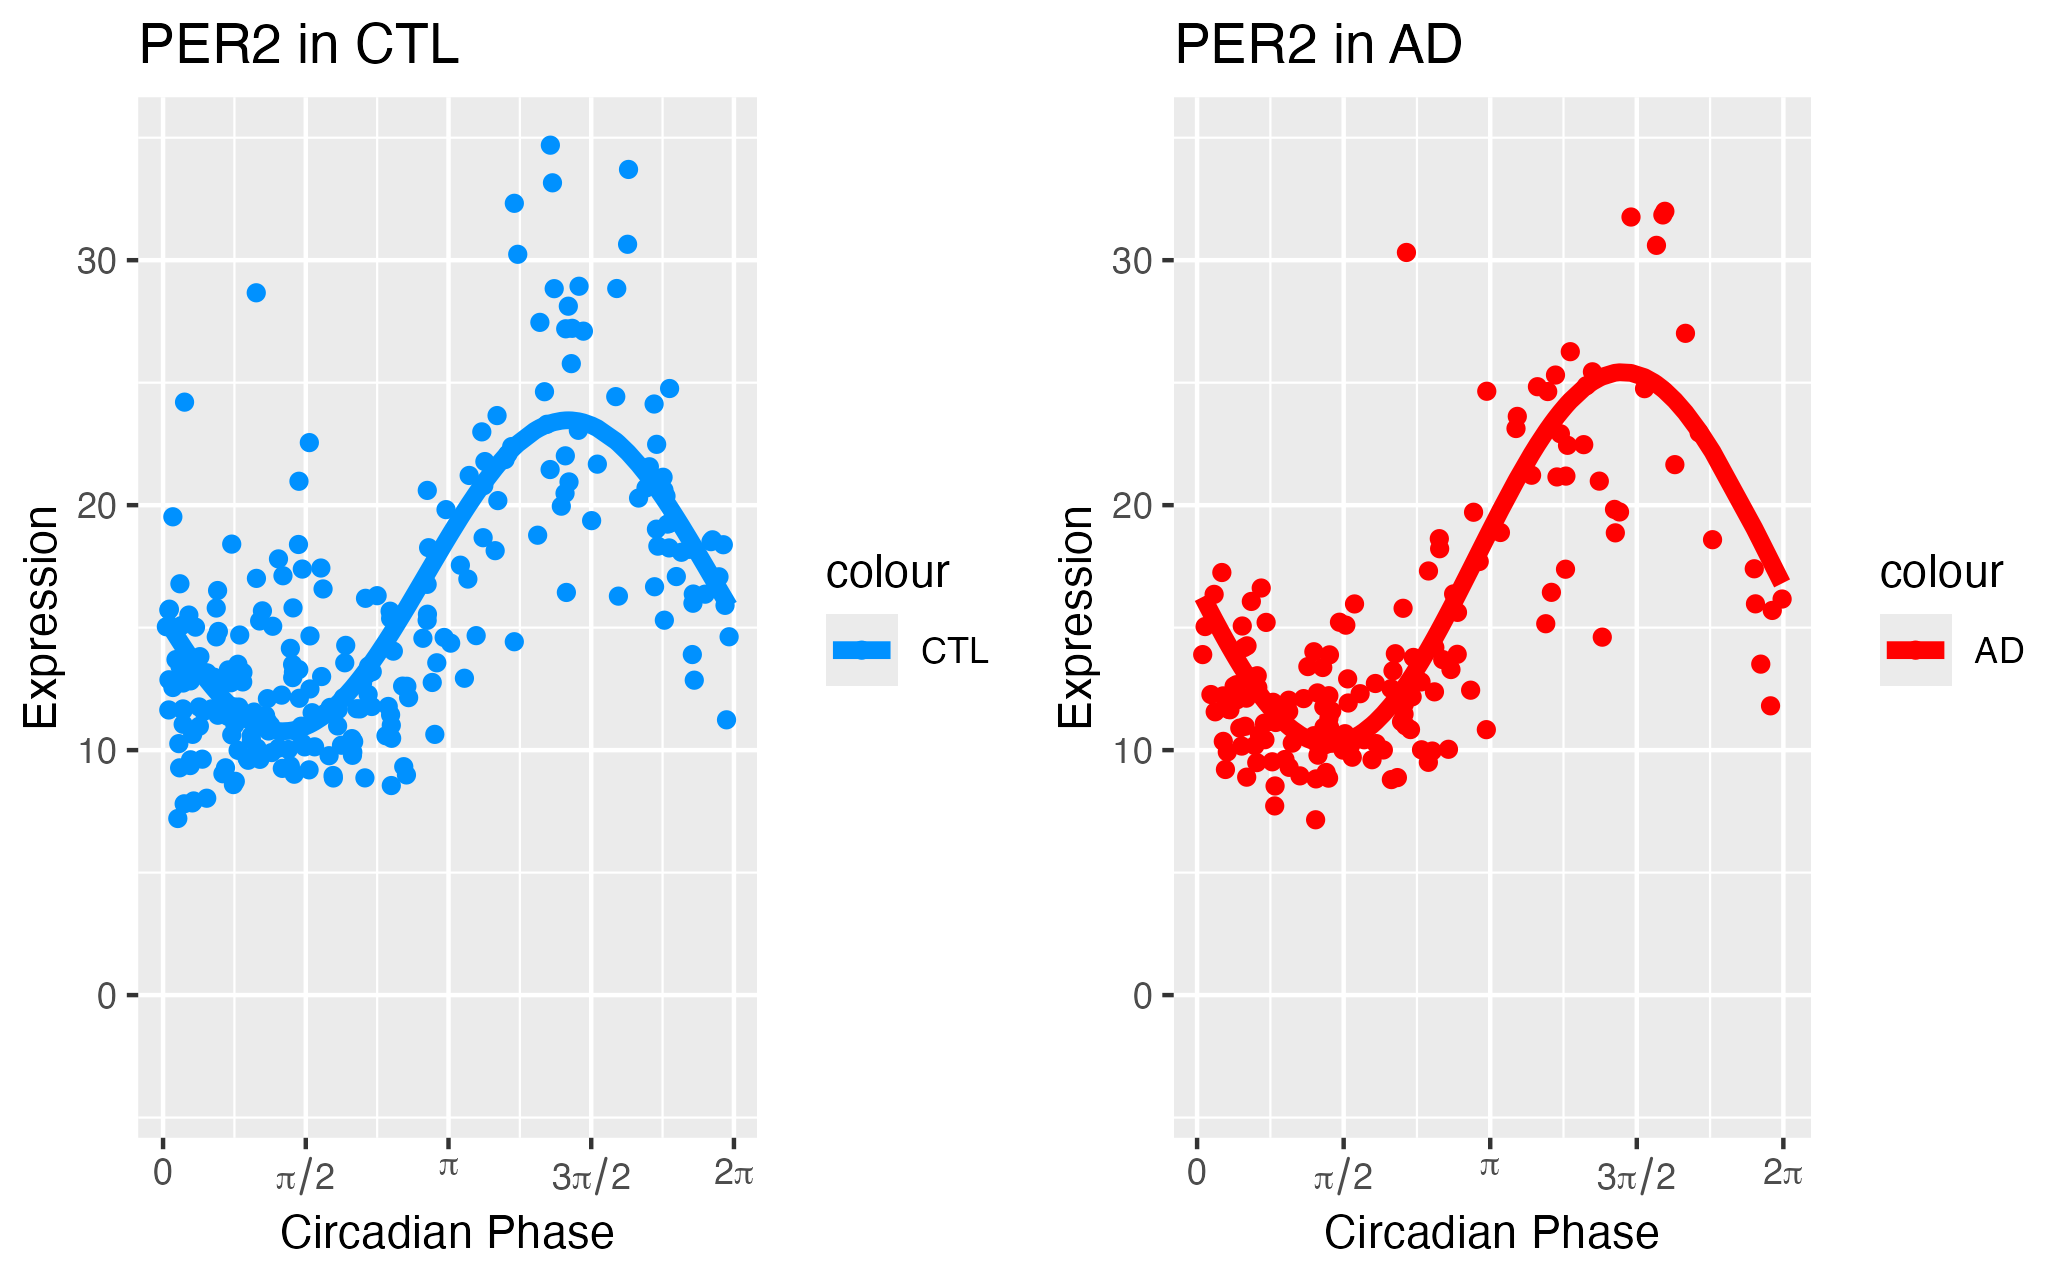 PER2 in CTL
Expression
30
20
10
0
0 π/2 π 3π/2 2π
Circadian Phase
colour
CTL
PER2 in AD
Expression
30
20
10
0
0 π/2 π 3π/2 2π
Circadian Phase
colour
AD